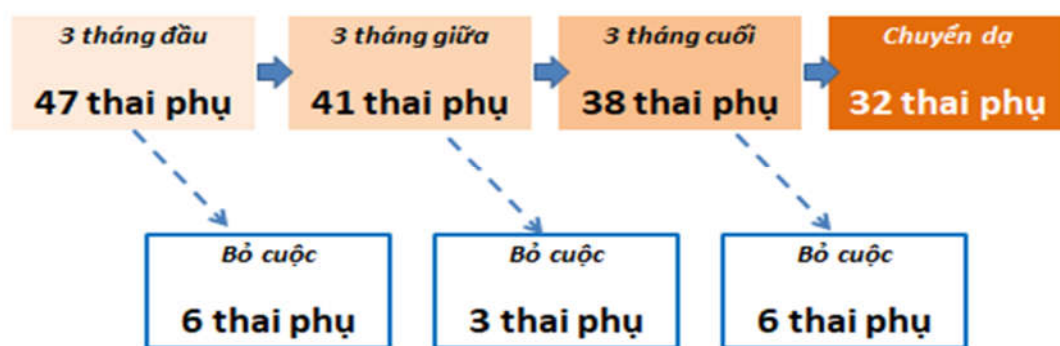 3 tháng đầu
47 thai phụ
3 tháng giữa
41 thai phụ
3 tháng cuối
38 thai phụ
Chuyển dạ
32 thai phụ
Bỏ cuộc
6 thai phụ
Bỏ cuộc
3 thai phụ
Bỏ cuộc
6 thai phụ